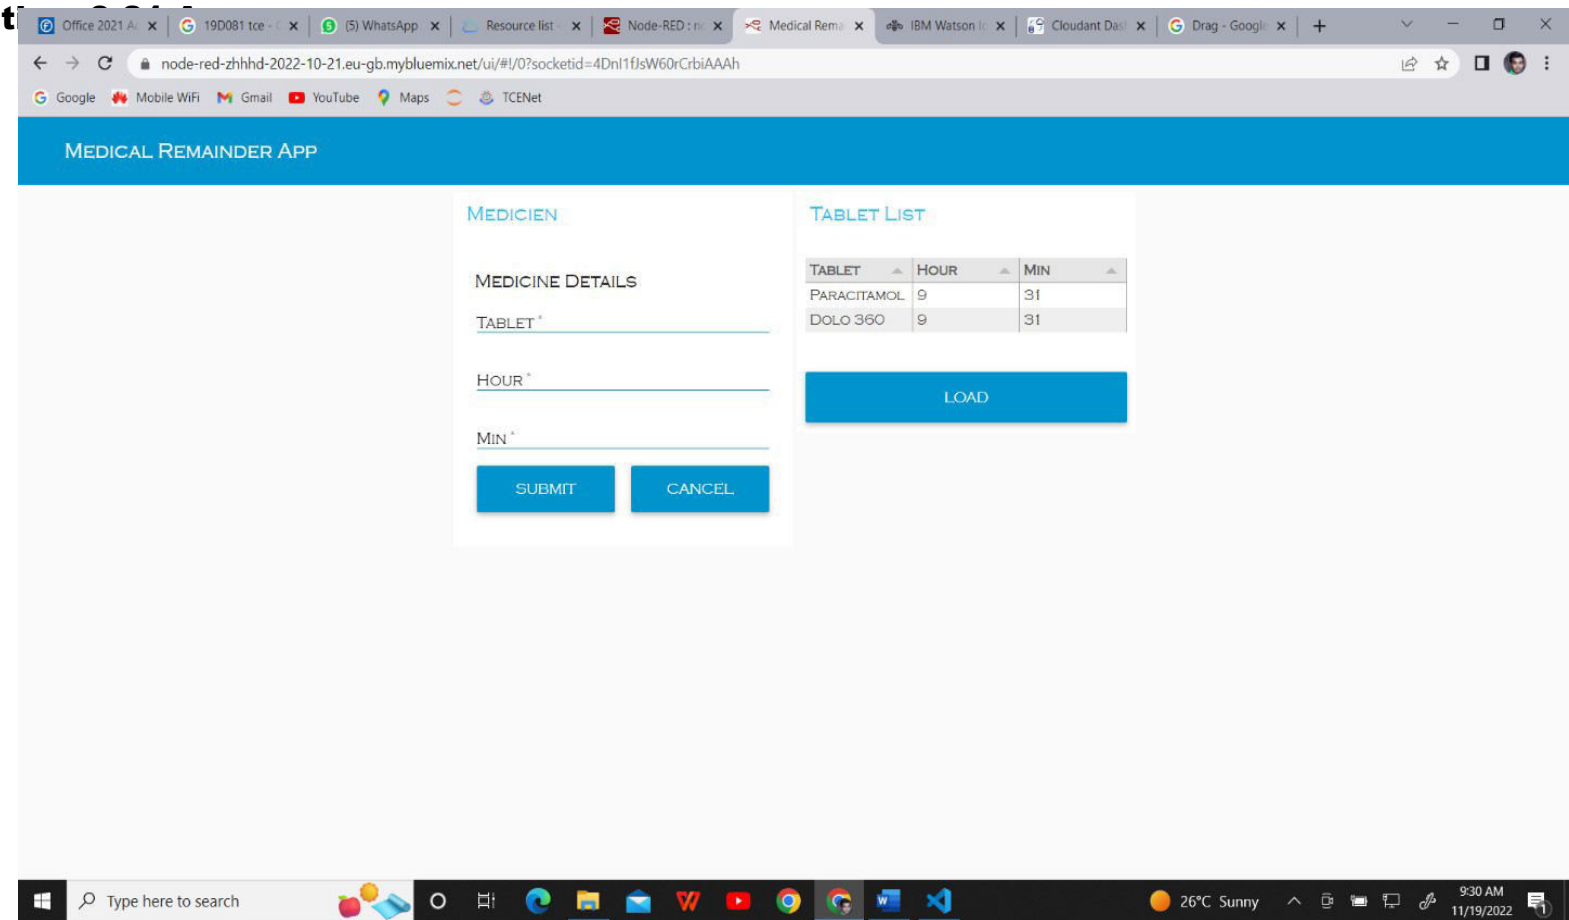 Office 2021 A
19D081 tce -
(5) WhatsApp
Resource list -
Node-RED : n
Medical Rema
IBM Watson Io
Cloudant Das
Drag - Google
node-red-zhhhd-2022-10-21.eu-gb.mybluemix.net/ui/#!/0?socketid=4DnI1fJsW60rCrbiAAAh
Google Mobile WiFi Gmail YouTube Maps TCENet
Medical Remainder App
Medicien
Medicine Details
Tablet *
Hour *
Min *
SUBMIT CANCEL
Tablet List
Tablet Hour Min
Paracitamol 9 31
Dolo 360 9 31
LOAD
Type here to search
26°C Sunny
9:30 AM
11/19/2022
1